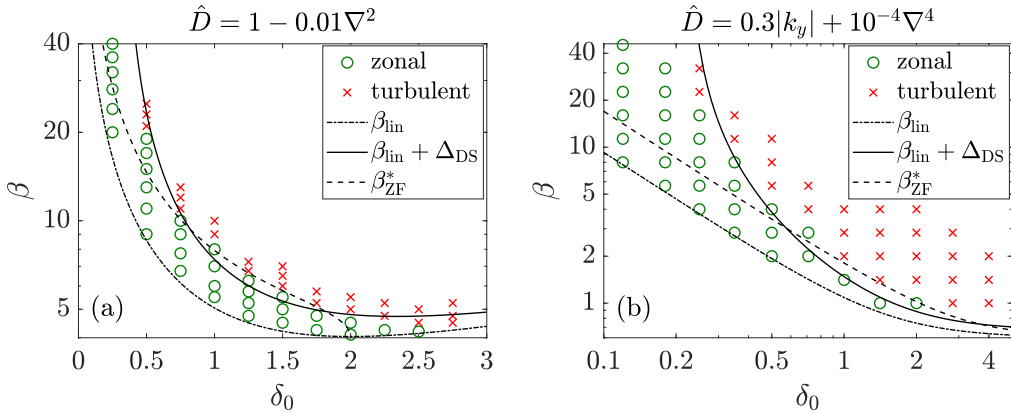 D̂ = 1 − 0.01∇²
40
20
10
5
β
zonal
turbulent
β_lin
β_lin + Δ_DS
β*_ZF
(a)
0 0.5 1 1.5 2 2.5 3
δ₀
D̂ = 0.3|k_y| + 10⁻⁴∇⁴
40
20
10
5
2
1
β
zonal
turbulent
β_lin
β_lin + Δ_DS
β*_ZF
(b)
0.1 0.2 0.5 1 2 4
δ₀